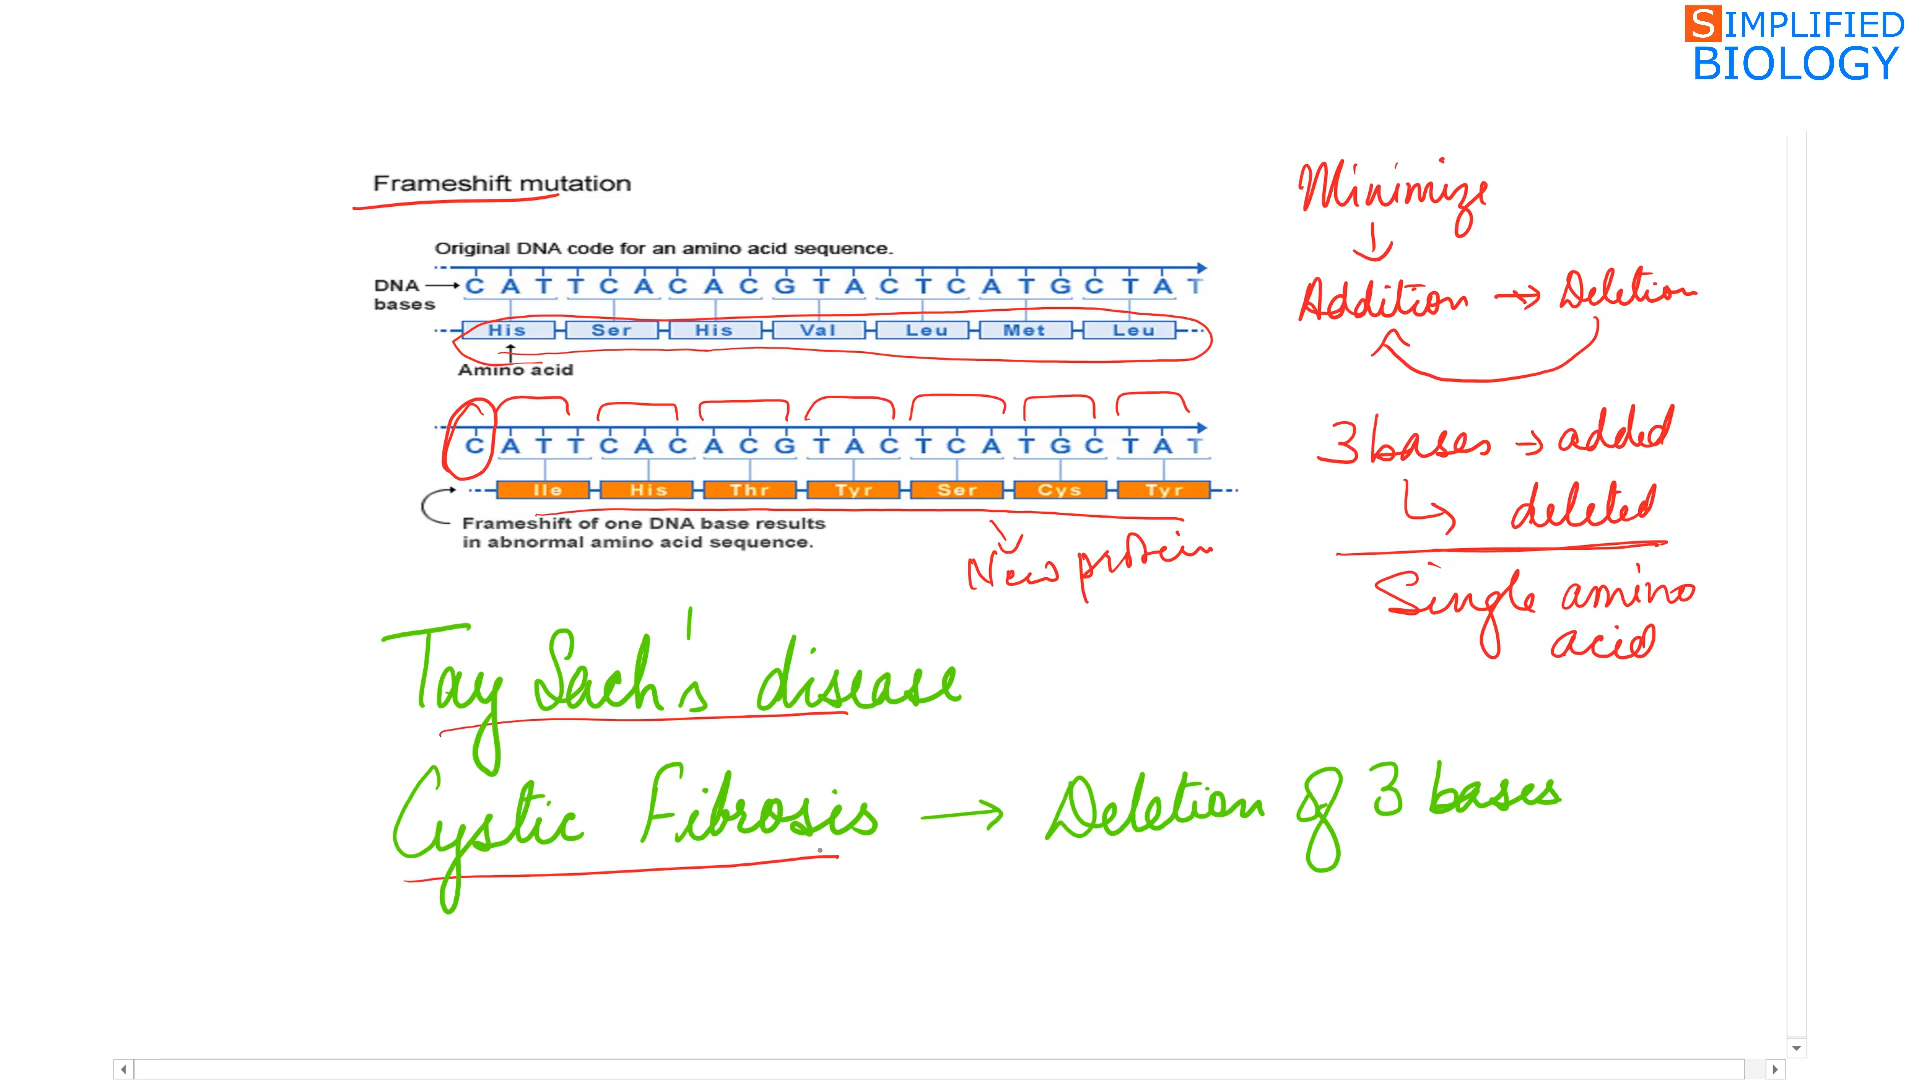 SIMPLIFIED
BIOLOGY
Frameshift mutation
Original DNA code for an amino acid sequence.
DNA bases
C A T T C A C A C G T A C T C A T G C T A T
His Ser His Val Leu Met Leu
Amino acid
C A T T C A C A C G T A C T C A T G C T A T
Ile His Thr Tyr Ser Cys Tyr
Frameshift of one DNA base results
in abnormal amino acid sequence.
New protein
Minimize
Addition → Deletion
3 bases → added
deleted
Single amino
acid
Tay Sach's disease
Cystic Fibrosis → Deletion of 3 bases